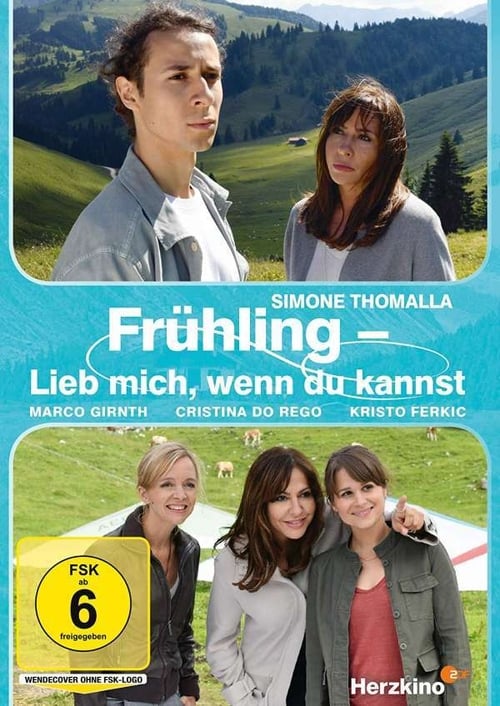 SIMONE THOMALLA
Frühling –
Lieb mich, wenn du kannst
MARCO GIRNTH CRISTINA DO REGO KRISTO FERKIC
FSK
ab
6
freigegeben
WENDECOVER OHNE FSK-LOGO
Herzkino ZDF